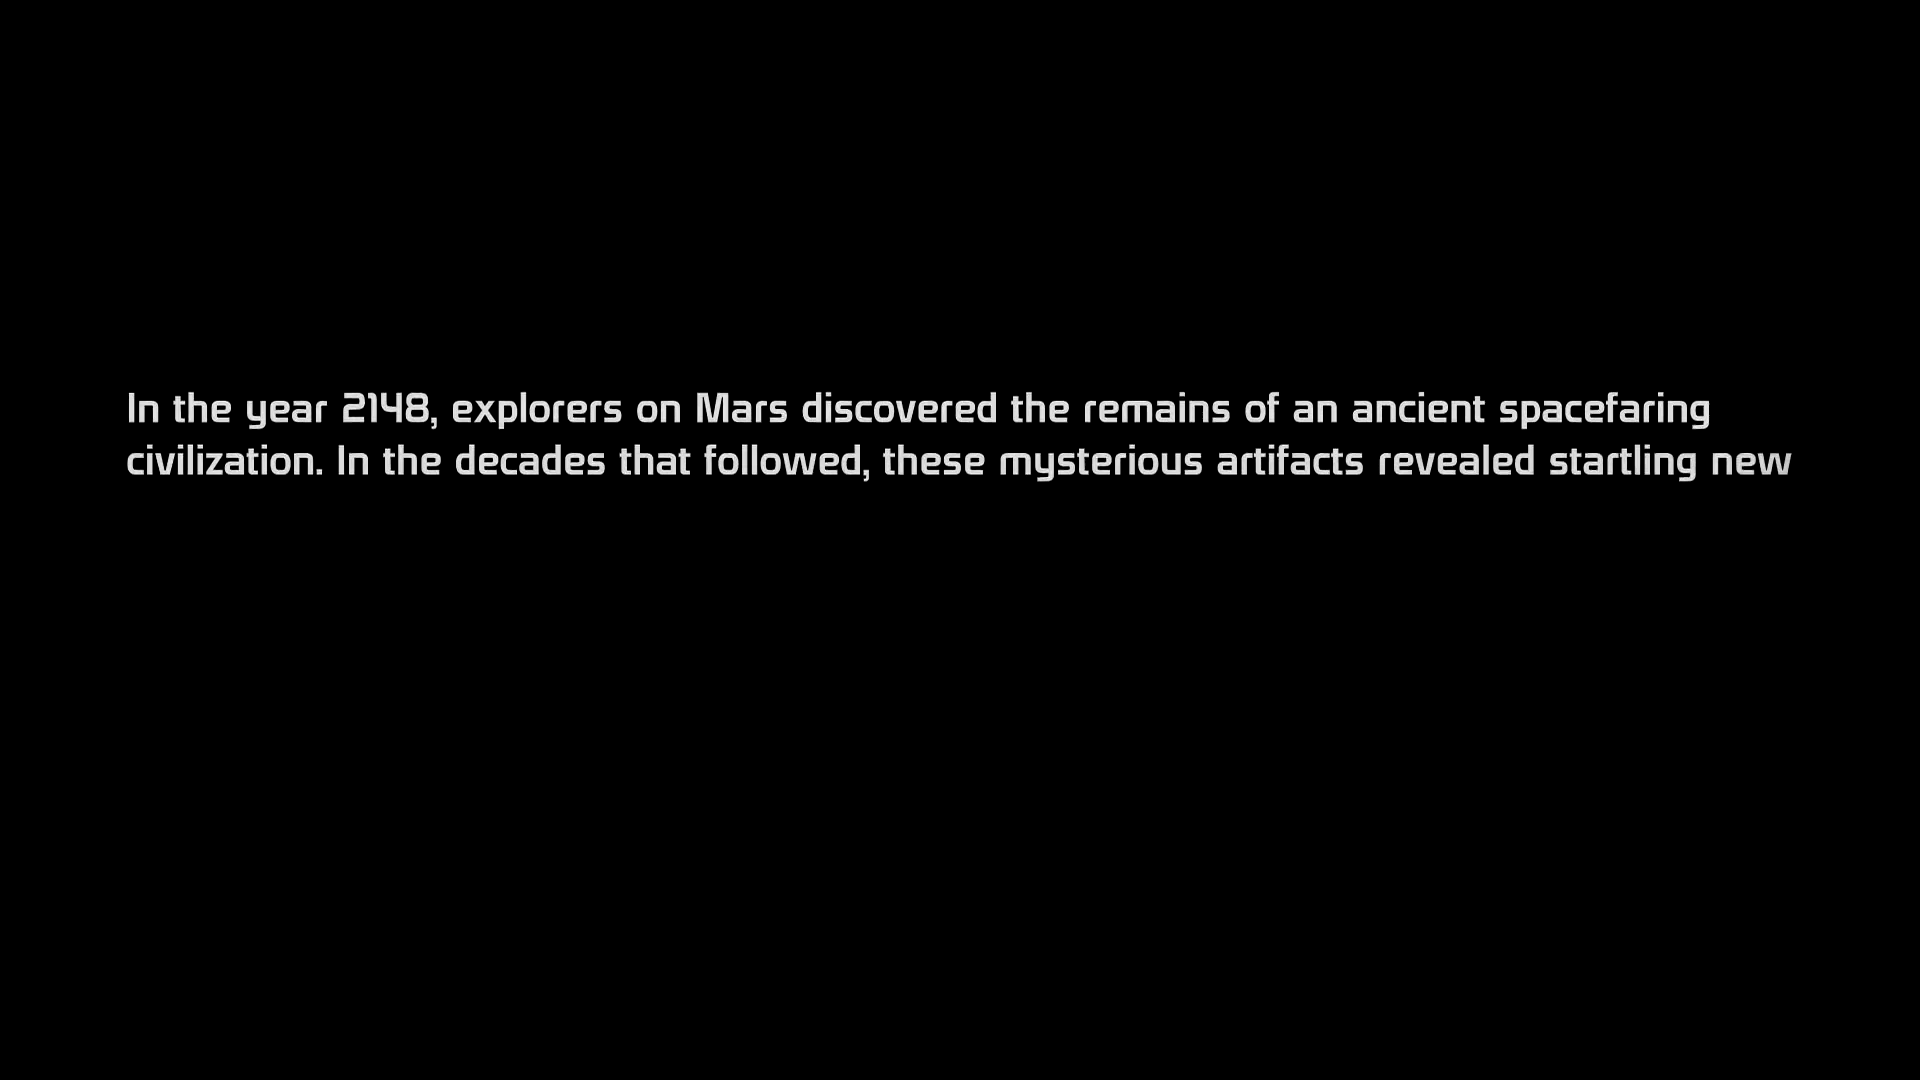 In the year 2148, explorers on Mars discovered the remains of an ancient spacefaring
civilization. In the decades that followed, these mysterious artifacts revealed startling new